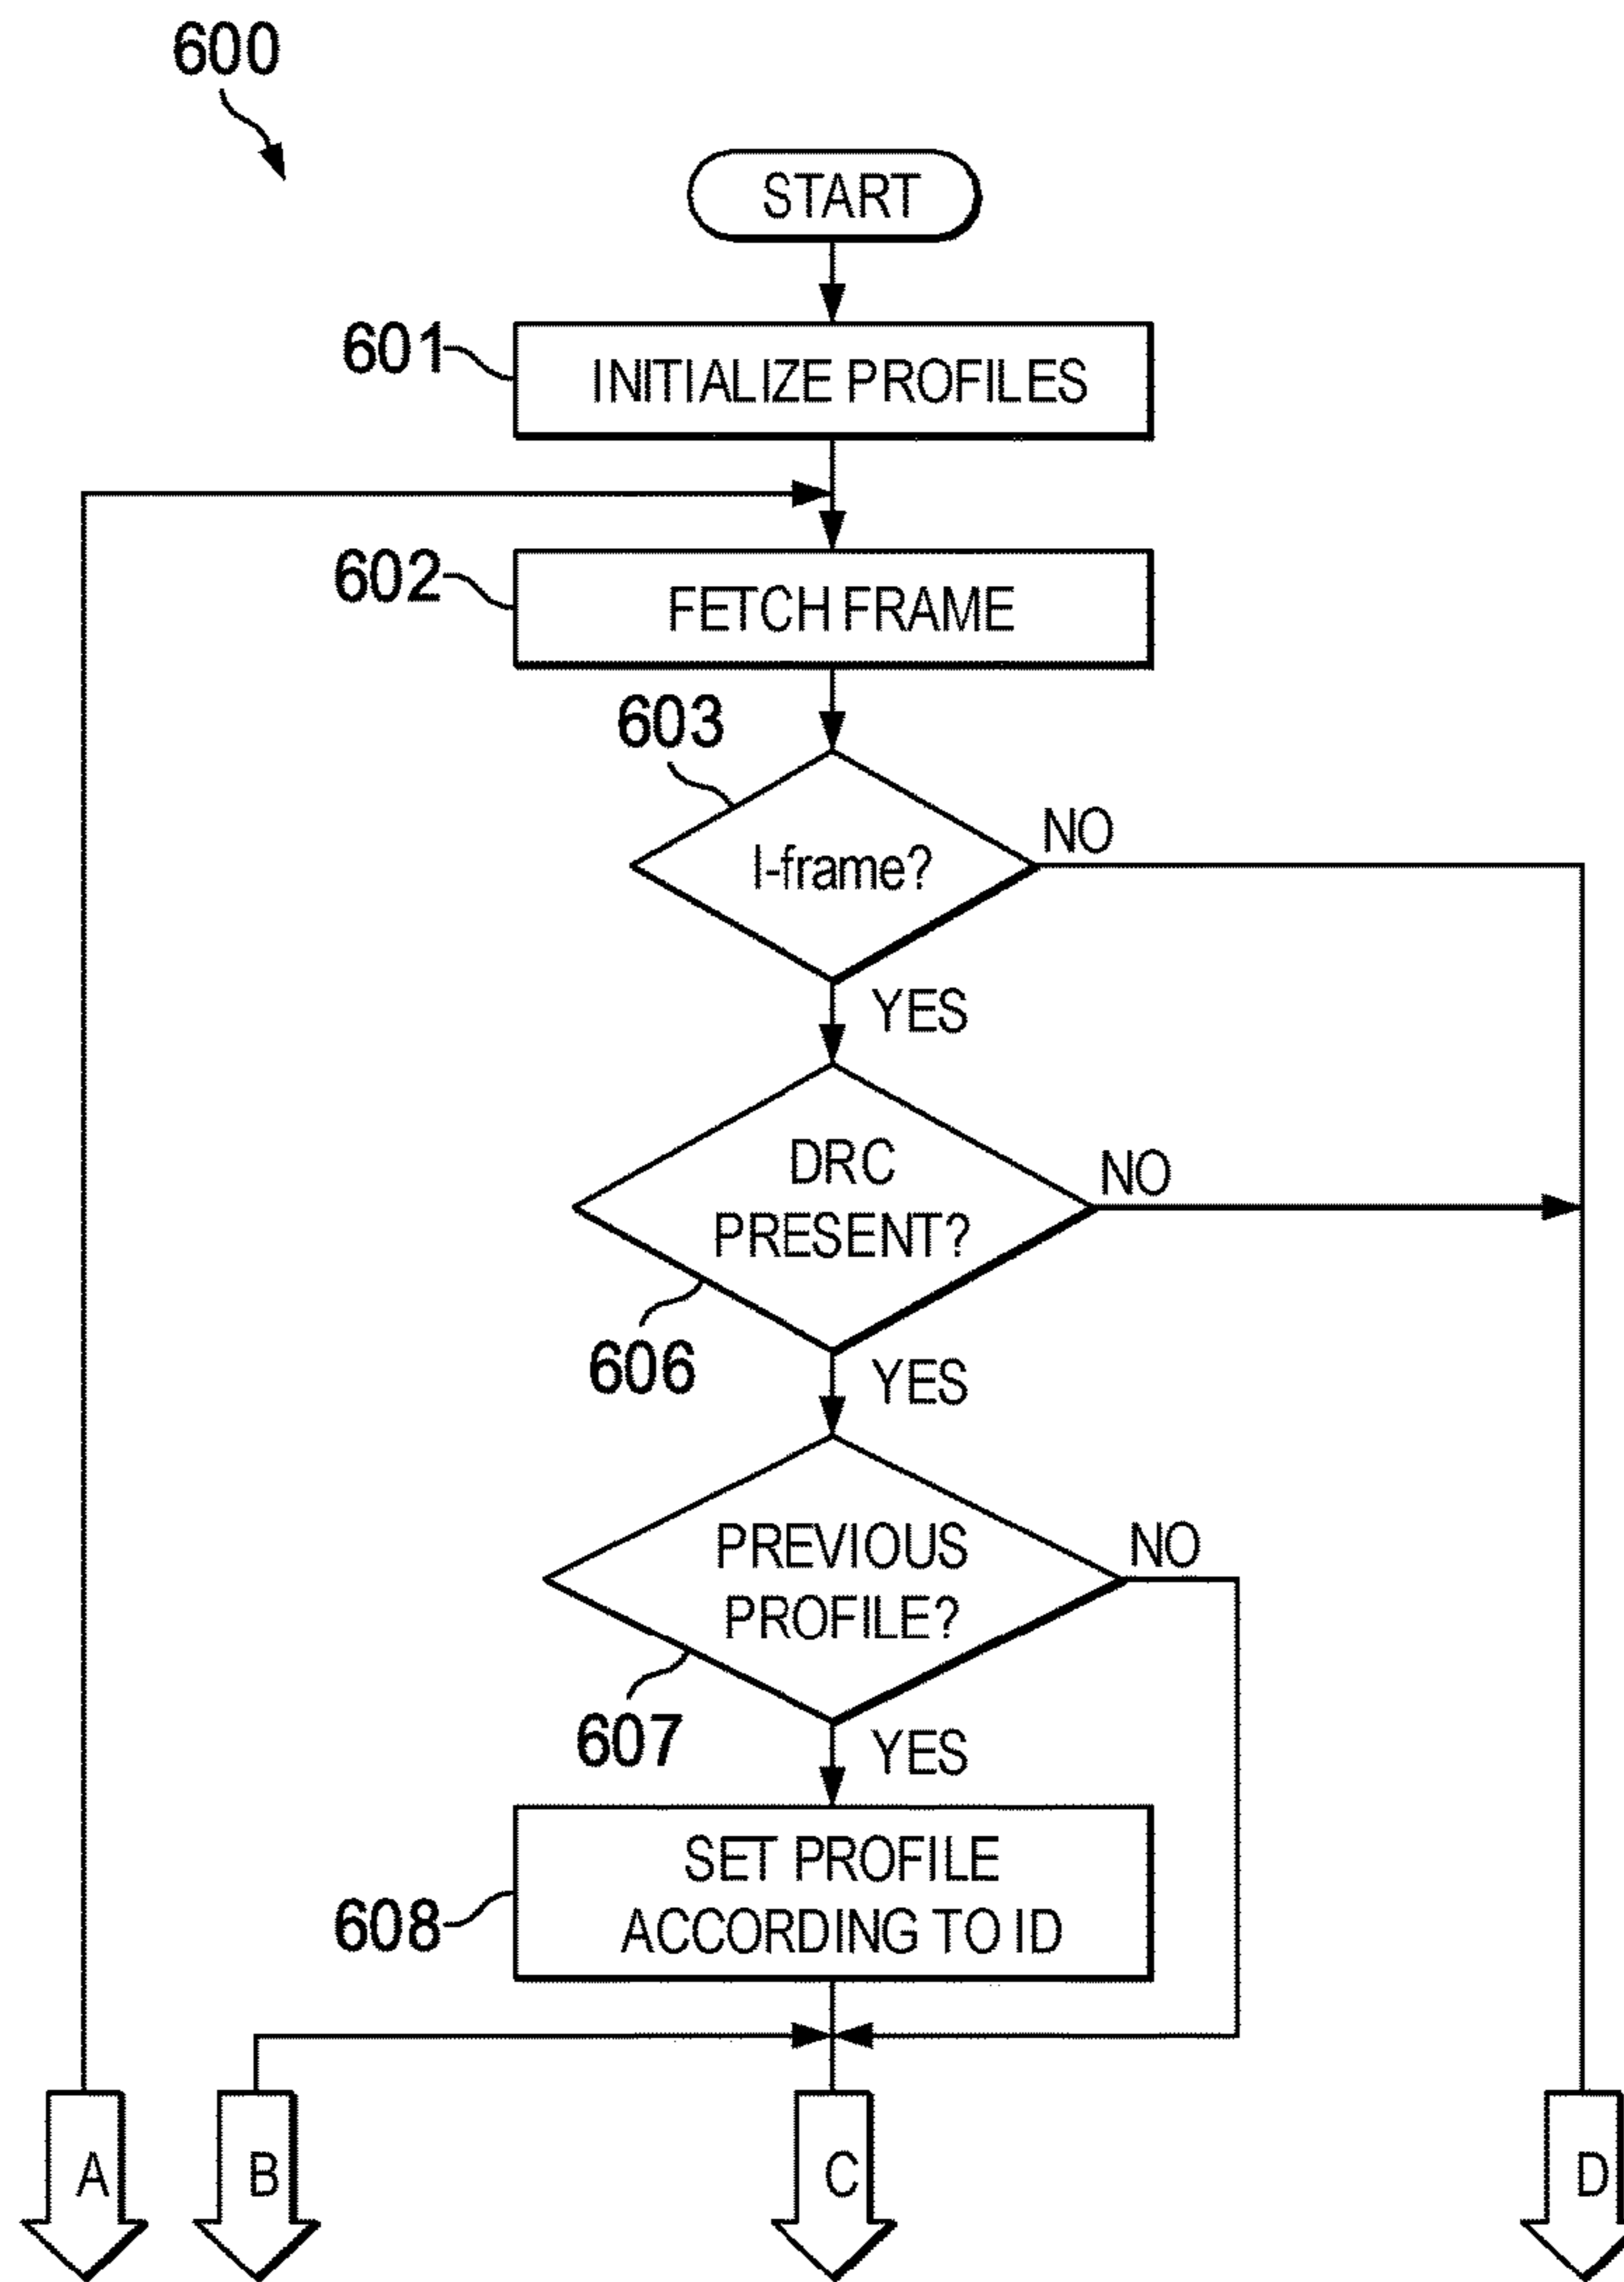 600
START
601
INITIALIZE PROFILES
602
FETCH FRAME
603
I-frame?
NO
YES
DRC
PRESENT?
NO
606
YES
PREVIOUS
PROFILE?
NO
607
YES
SET PROFILE
ACCORDING TO ID
608
A
B
C
D